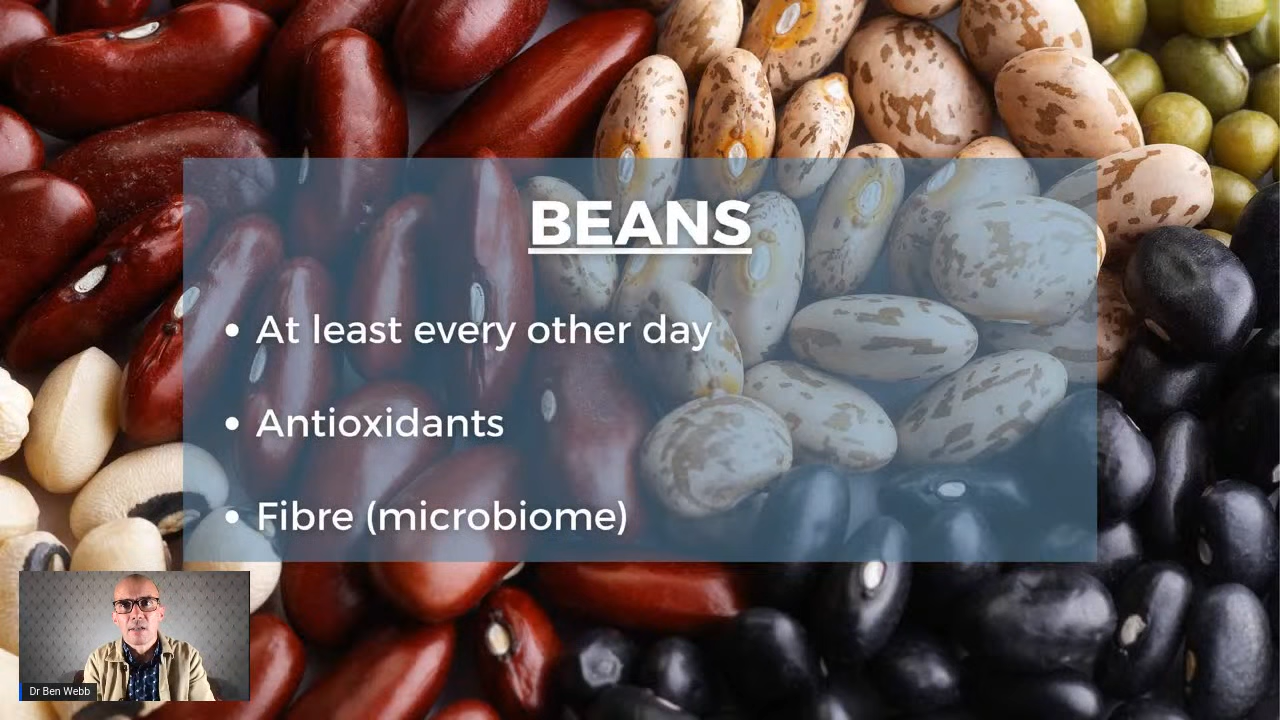 BEANS
• At least every other day
• Antioxidants
• Fibre (microbiome)
Dr Ben Webb